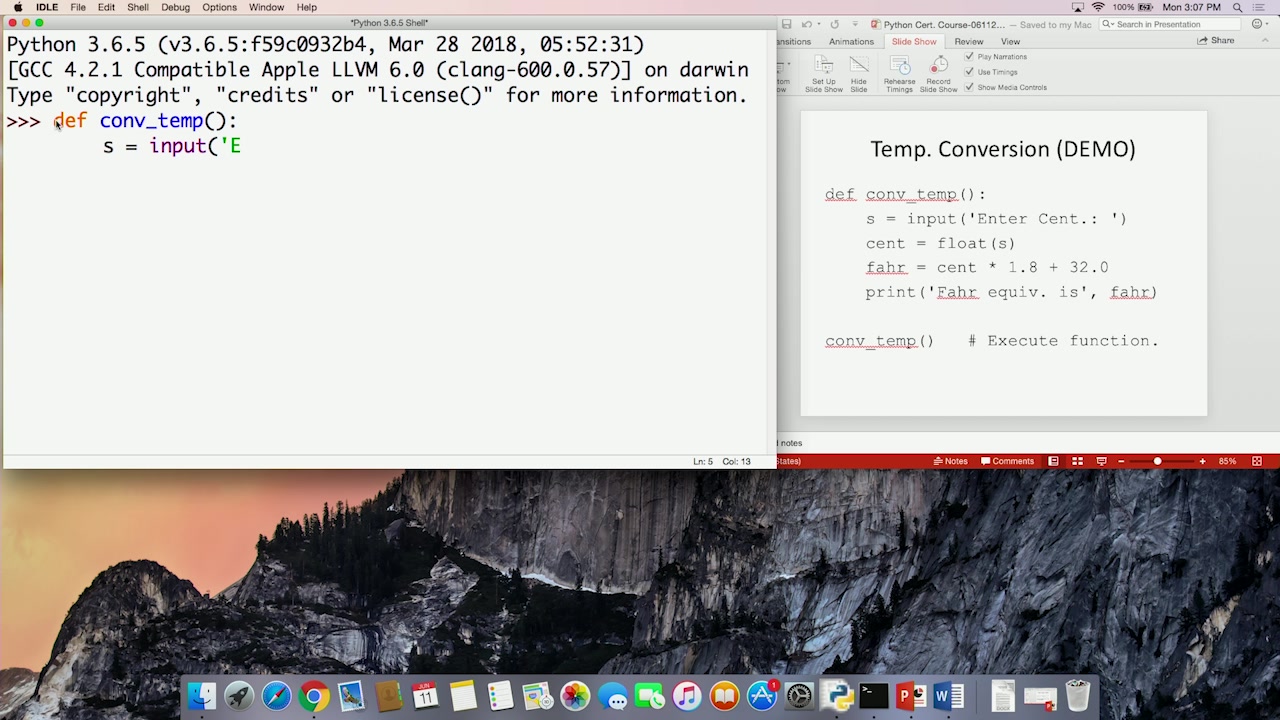 IDLE File Edit Shell Debug Options Window Help 100% Mon 3:07 PM
*Python 3.6.5 Shell*
Python 3.6.5 (v3.6.5:f59c0932b4, Mar 28 2018, 05:52:31)
[GCC 4.2.1 Compatible Apple LLVM 6.0 (clang-600.0.57)] on darwin
Type "copyright", "credits" or "license()" for more information.
>>> def conv_temp():
s = input('E
Ln: 5 Col: 13
Python Cert. Course-06112... — Saved to my Mac
Search in Presentation
nsitions Animations Slide Show Review View Share
Set Up Slide Show
Hide Slide
Rehearse Timings
Record Slide Show
Play Narrations
Use Timings
Show Media Controls
Temp. Conversion (DEMO)
def conv_temp():
s = input('Enter Cent.: ')
cent = float(s)
fahr = cent * 1.8 + 32.0
print('Fahr equiv. is', fahr)
conv_temp() # Execute function.
notes
States) Notes Comments 85%
JUN
11
1